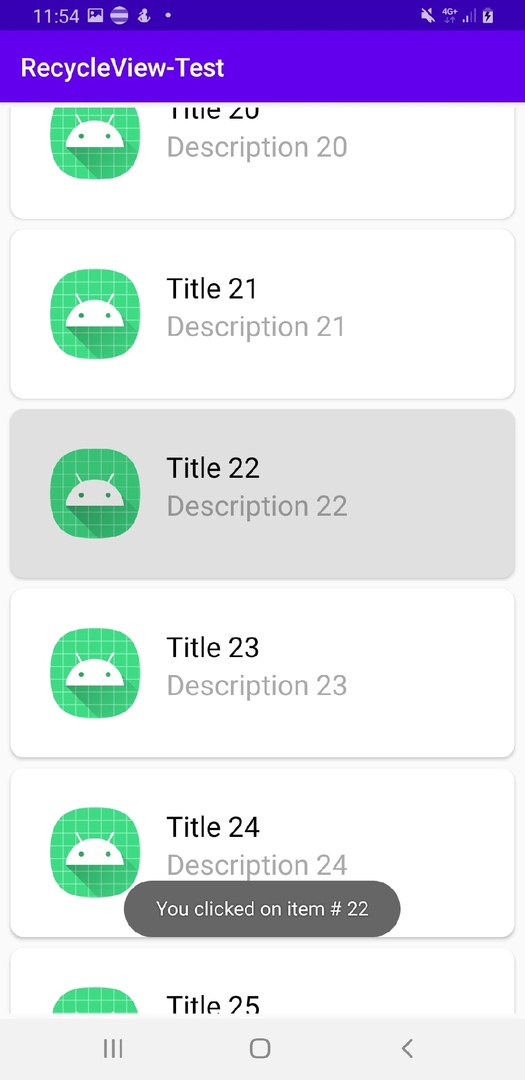 11:54
4G+
RecycleView-Test
Title 20
Description 20
Title 21
Description 21
Title 22
Description 22
Title 23
Description 23
Title 24
Description 24
You clicked on item # 22
Title 25